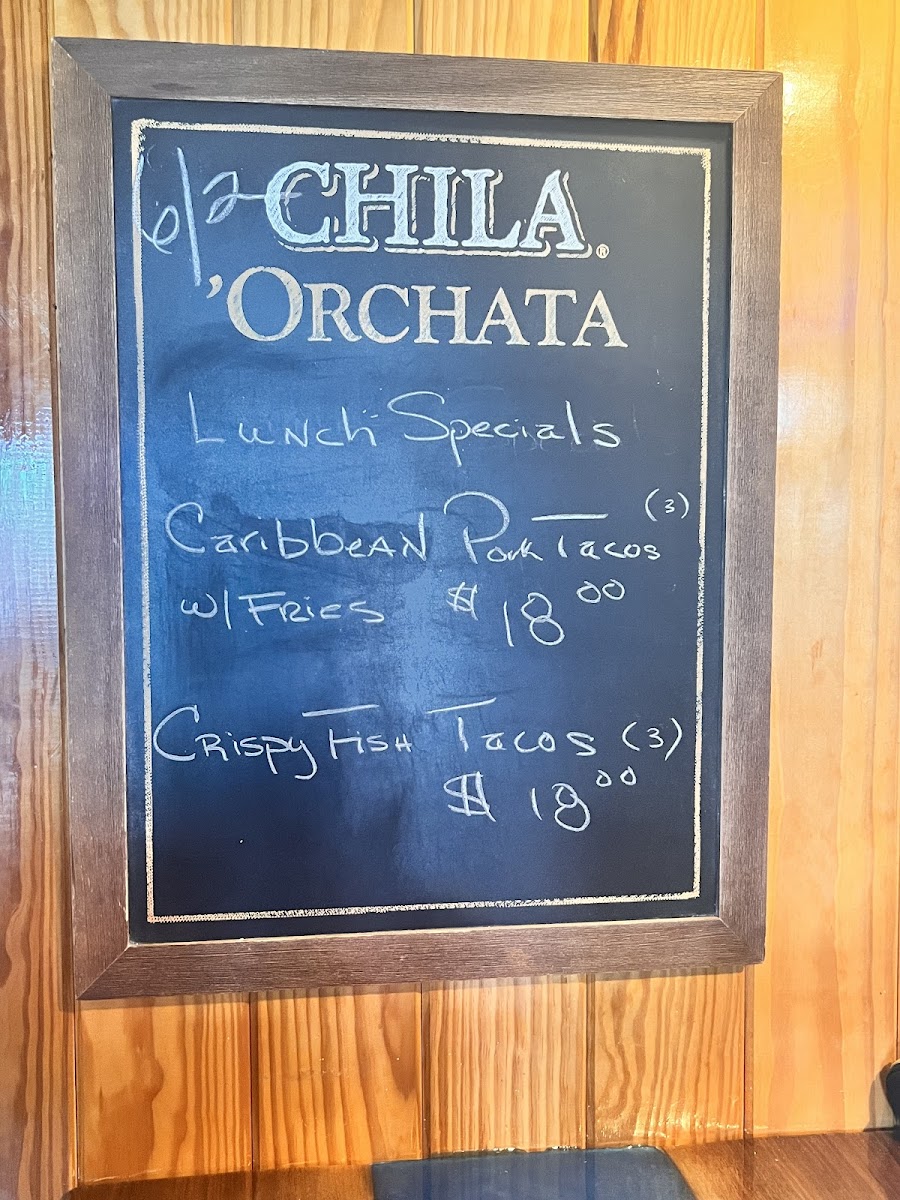 6/2
CHILA®
'ORCHATA
Lunch Specials
Caribbean Pork Tacos (3)
w/ Fries $18.00
Crispy Fish Tacos (3)
$18.00